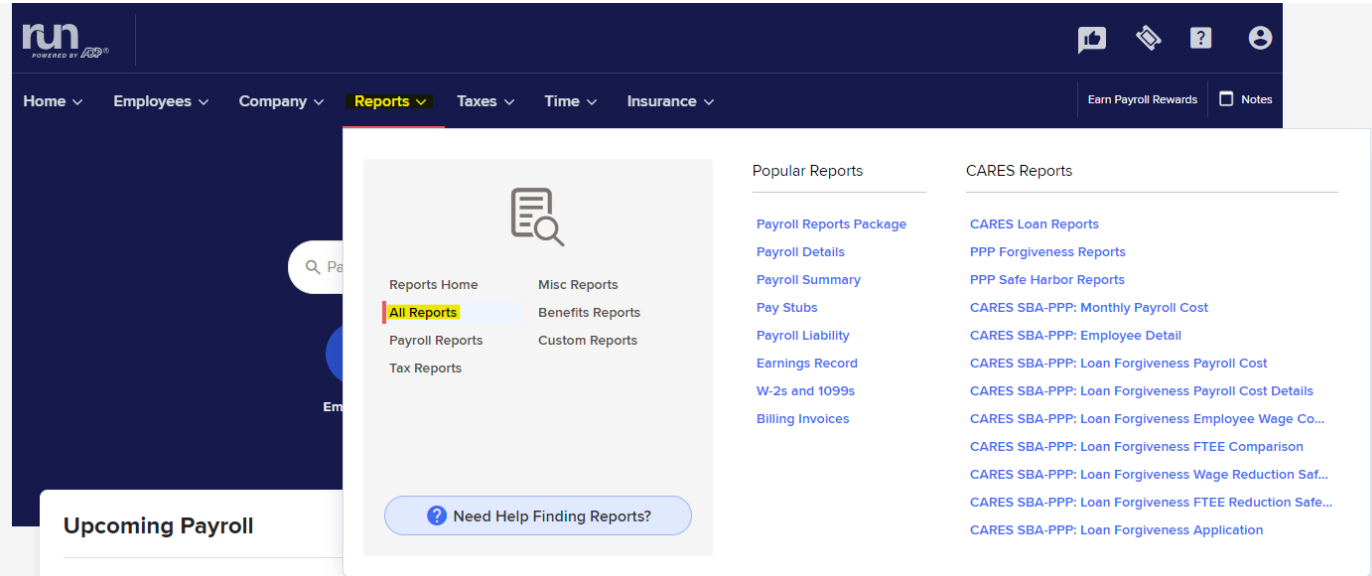 run
POWERED BY ADP®
Home Employees Company Reports Taxes Time Insurance
Earn Payroll Rewards Notes
Pa
Em
Upcoming Payroll
Reports Home
All Reports
Payroll Reports
Tax Reports
Misc Reports
Benefits Reports
Custom Reports
? Need Help Finding Reports?
Popular Reports
Payroll Reports Package
Payroll Details
Payroll Summary
Pay Stubs
Payroll Liability
Earnings Record
W-2s and 1099s
Billing Invoices
CARES Reports
CARES Loan Reports
PPP Forgiveness Reports
PPP Safe Harbor Reports
CARES SBA-PPP: Monthly Payroll Cost
CARES SBA-PPP: Employee Detail
CARES SBA-PPP: Loan Forgiveness Payroll Cost
CARES SBA-PPP: Loan Forgiveness Payroll Cost Details
CARES SBA-PPP: Loan Forgiveness Employee Wage Co...
CARES SBA-PPP: Loan Forgiveness FTEE Comparison
CARES SBA-PPP: Loan Forgiveness Wage Reduction Saf...
CARES SBA-PPP: Loan Forgiveness FTEE Reduction Safe...
CARES SBA-PPP: Loan Forgiveness Application